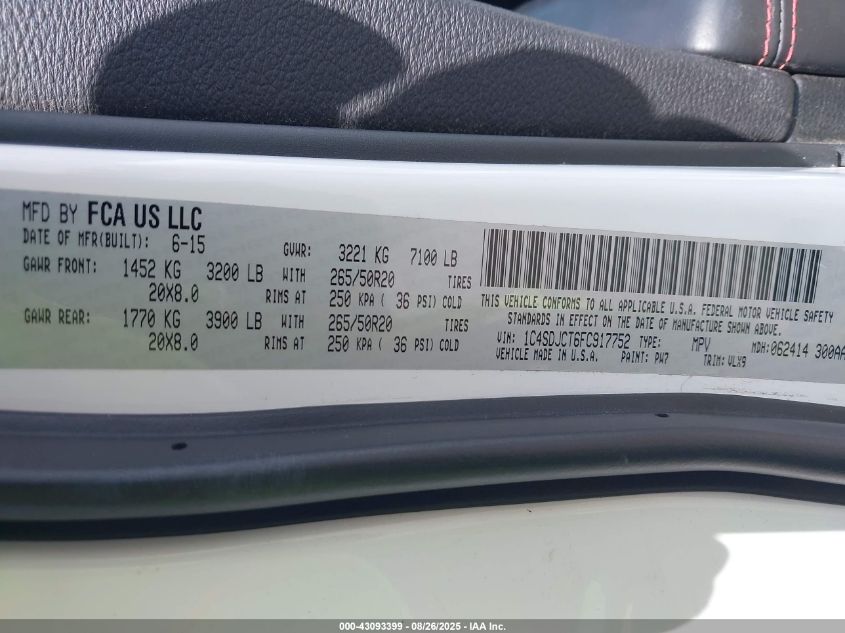 MFD BY FCA US LLC
DATE OF MFR(BUILT): 6-15 GVWR: 3221 KG 7100 LB
GAWR FRONT: 1452 KG 3200 LB WITH 265/50R20 TIRES
20X8.0 RIMS AT 250 KPA ( 36 PSI) COLD
GAWR REAR: 1770 KG 3900 LB WITH 265/50R20 TIRES
20X8.0 RIMS AT 250 KPA ( 36 PSI) COLD
THIS VEHICLE CONFORMS TO ALL APPLICABLE U.S.A. FEDERAL MOTOR VEHICLE SAFETY
STANDARDS IN EFFECT ON THE DATE OF MANUFACTURE SHOWN ABOVE.
VIN: 1C4SDJCT6FC917752 TYPE: MPV MDH:062414 300AA
VEHICLE MADE IN U.S.A. PAINT: PW7 TRIM: VLX9
000-43093399 - 08/26/2025 - IAA Inc.